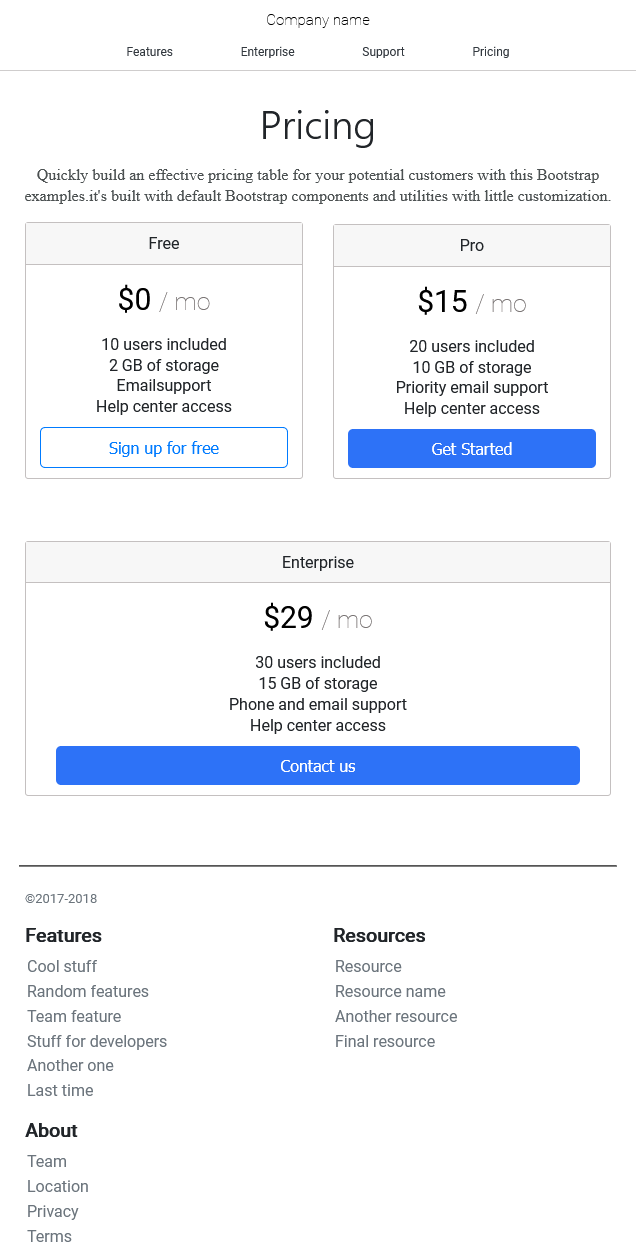 Company name
Features Enterprise Support Pricing
Pricing
Quickly build an effective pricing table for your potential customers with this Bootstrap
examples.it's built with default Bootstrap components and utilities with little customization.
Free
$0 / mo
10 users included
2 GB of storage
Emailsupport
Help center access
Sign up for free
Pro
$15 / mo
20 users included
10 GB of storage
Priority email support
Help center access
Get Started
Enterprise
$29 / mo
30 users included
15 GB of storage
Phone and email support
Help center access
Contact us
©2017-2018
Features
Cool stuff
Random features
Team feature
Stuff for developers
Another one
Last time
Resources
Resource
Resource name
Another resource
Final resource
About
Team
Location
Privacy
Terms